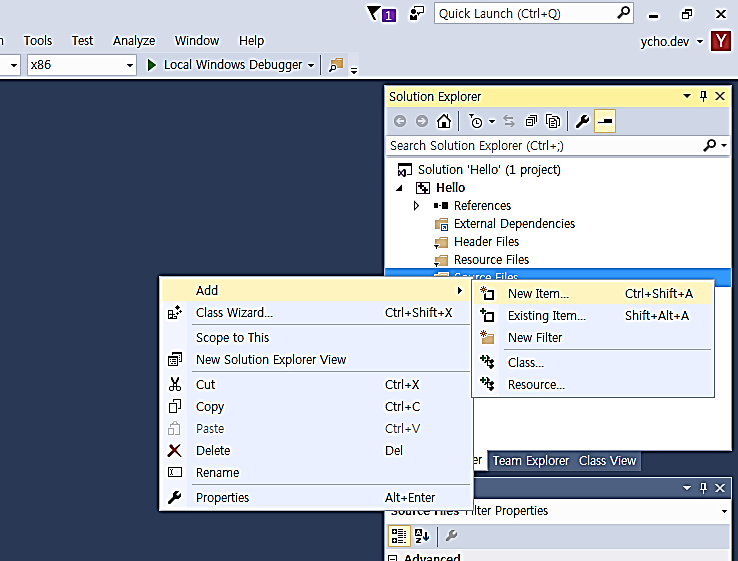 1
Quick Launch (Ctrl+Q)
Tools Test Analyze Window Help
ycho.dev Y
x86 Local Windows Debugger
Solution Explorer
Search Solution Explorer (Ctrl+;)
Solution 'Hello' (1 project)
Hello
References
External Dependencies
Header Files
Resource Files
Source Files
Add
Class Wizard... Ctrl+Shift+X
Scope to This
New Solution Explorer View
Cut Ctrl+X
Copy Ctrl+C
Paste Ctrl+V
Delete Del
Rename
Properties Alt+Enter
New Item... Ctrl+Shift+A
Existing Item... Shift+Alt+A
New Filter
Class...
Resource...
Team Explorer Class View
Source Files Filter Properties
Advanced